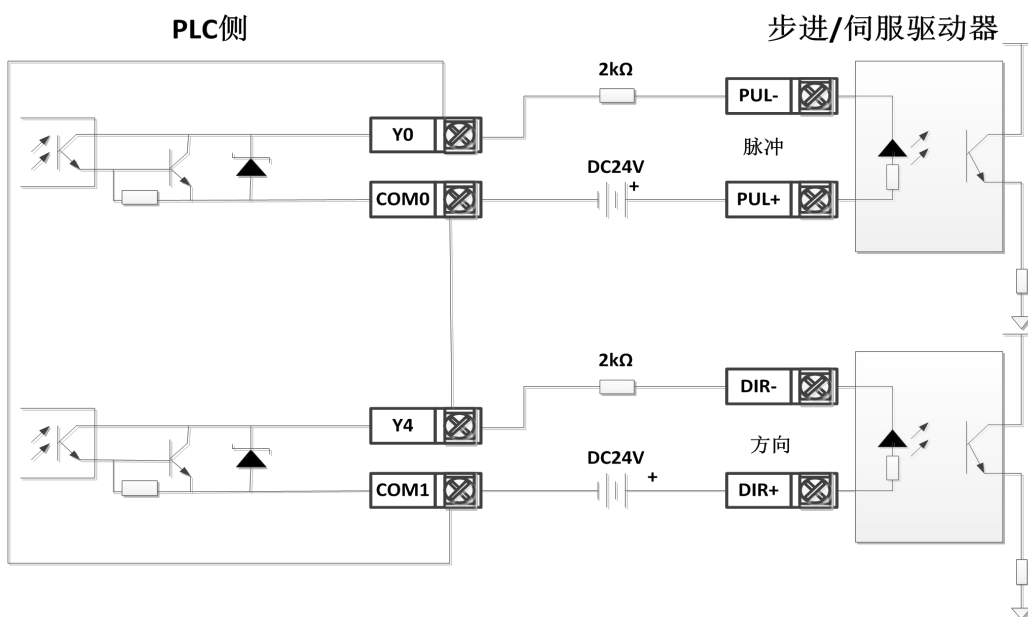 PLC侧
步进/伺服驱动器
2kΩ
PUL-
Y0
脉冲
DC24V
+
COM0
PUL+
2kΩ
DIR-
Y4
方向
DC24V
+
COM1
DIR+